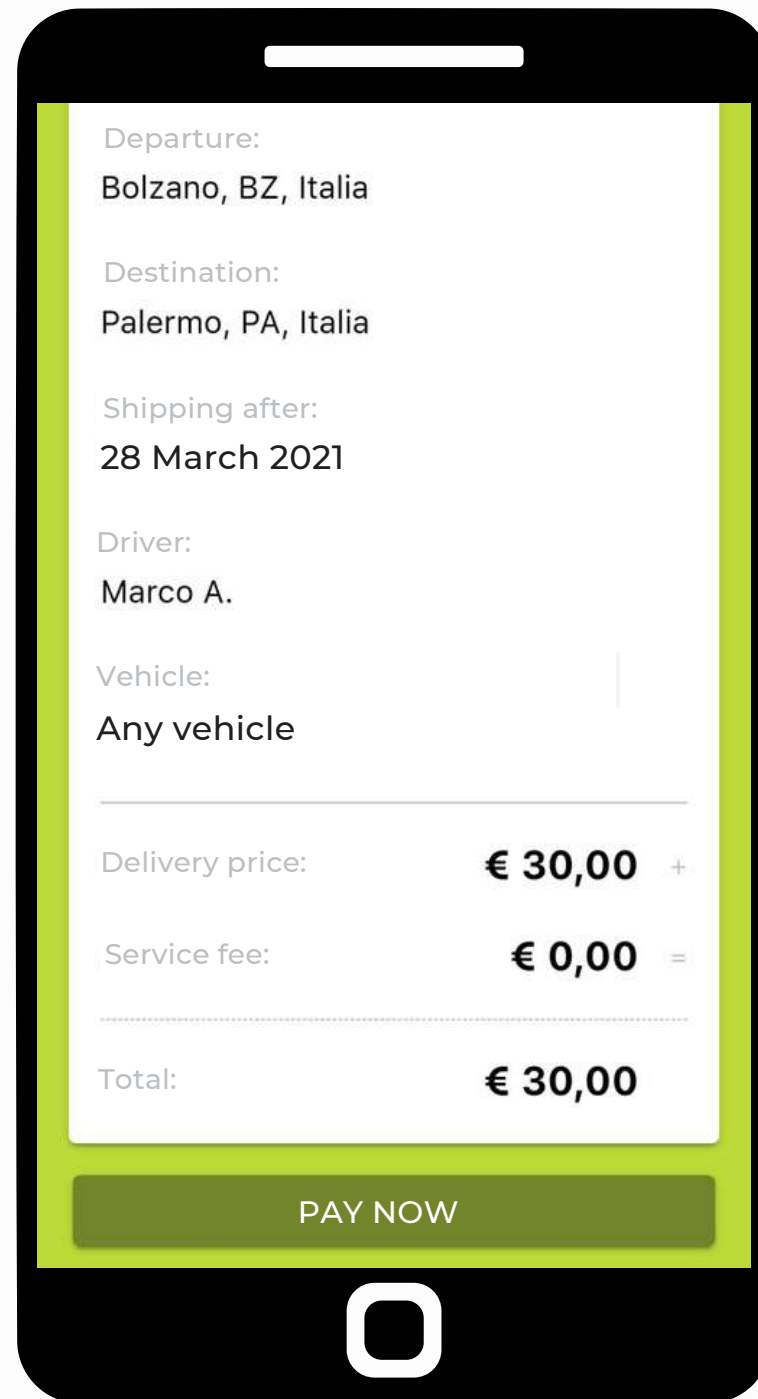 Departure:
Bolzano, BZ, Italia
Destination:
Palermo, PA, Italia
Shipping after:
28 March 2021
Driver:
Marco A.
Vehicle:
Any vehicle
Delivery price: € 30,00 +
Service fee: € 0,00 =
Total: € 30,00
PAY NOW